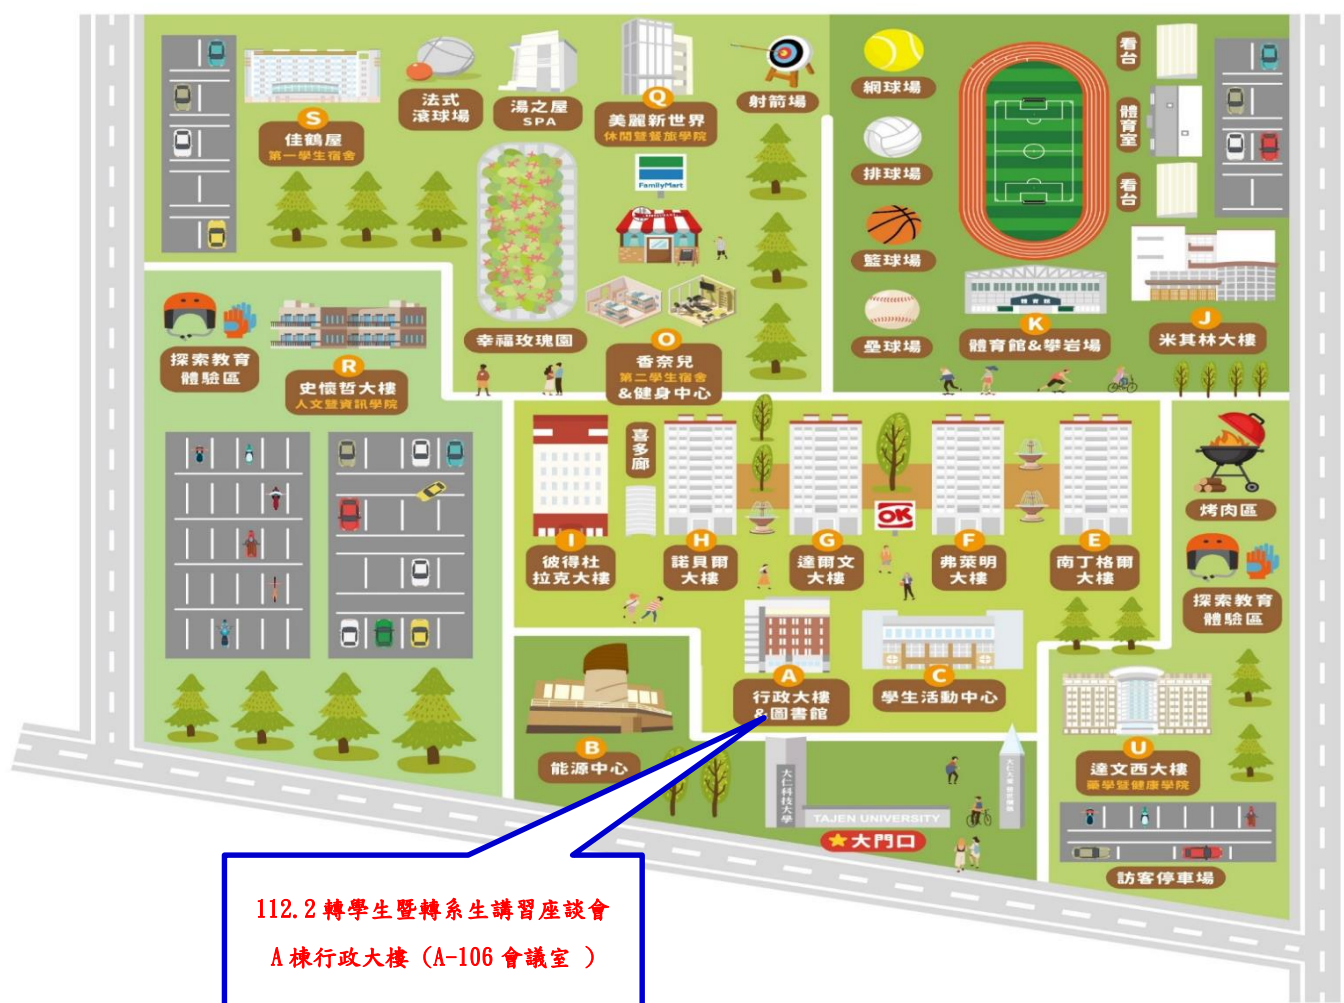 S
佳鶴屋
第一學生宿舍
法式
滾球場
湯之屋
SPA
Q
美麗新世界
休閒暨餐旅學院
射箭場
FamilyMart
幸福玫瑰園
O
香奈兒
第二學生宿舍
&健身中心
網球場
排球場
籃球場
壘球場
看台
體育室
看台
體育館
K
體育館&攀岩場
J
米其林大樓
探索教育
體驗區
R
史懷哲大樓
人文暨資訊學院
I
彼得杜
拉克大樓
喜多廊
H
諾貝爾
大樓
G
達爾文
大樓
OK
F
弗萊明
大樓
E
南丁格爾
大樓
烤肉區
探索教育
體驗區
A
行政大樓
&圖書館
C
學生活動中心
B
能源中心
U
達文西大樓
藥學暨健康學院
大仁科技大學
TAJEN UNIVERSITY
大門口
訪客停車場
112.2 轉學生暨轉系生講習座談會
A 棟行政大樓（A-106 會議室 ）